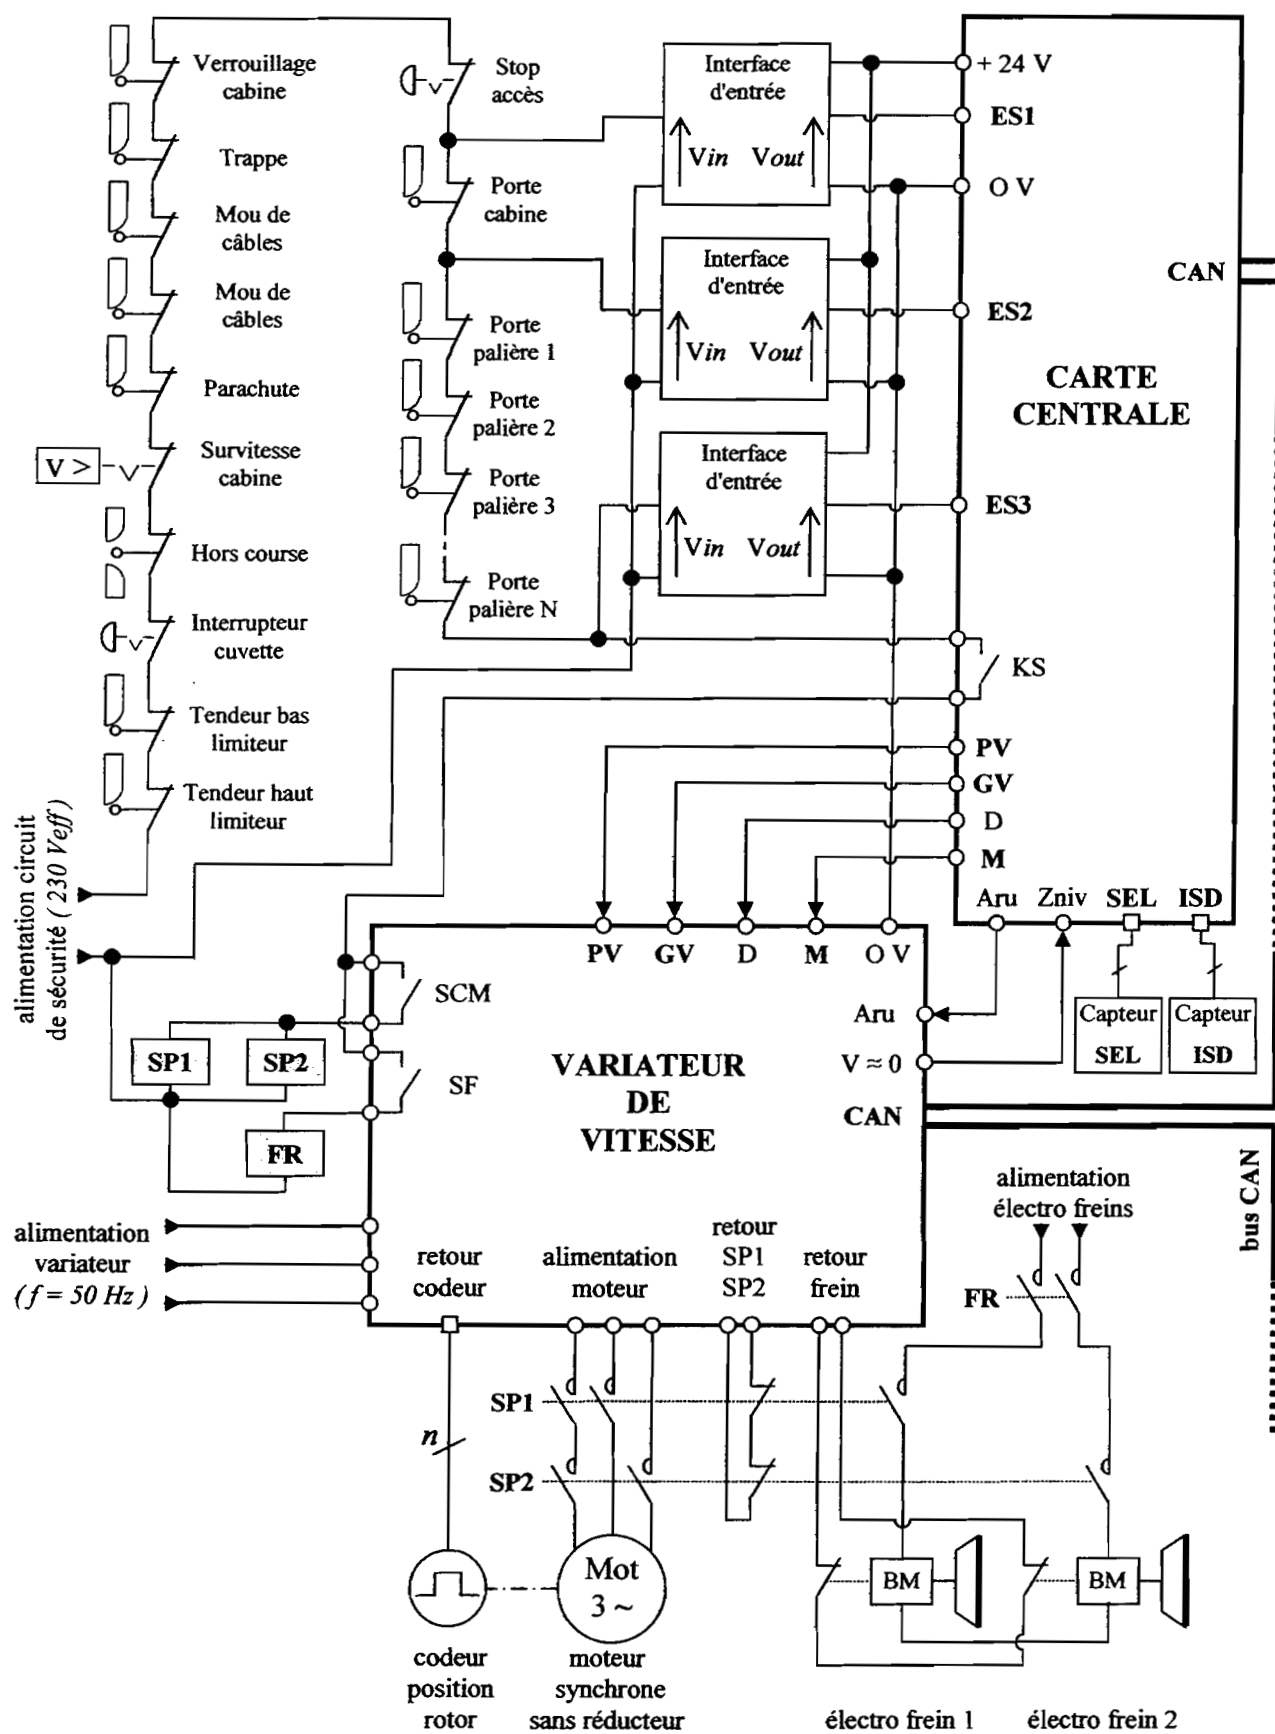 Verrouillage
cabine
Trappe
Mou de
câbles
Mou de
câbles
Parachute
V >
Survitesse
cabine
Hors course
Interrupteur
cuvette
Tendeur bas
limiteur
Tendeur haut
limiteur
alimentation circuit
de sécurité ( 230 Veff )
Stop
accès
Porte
cabine
Porte
palière 1
Porte
palière 2
Porte
palière 3
Porte
palière N
Interface
d'entrée
Vin Vout
Interface
d'entrée
Vin Vout
Interface
d'entrée
Vin Vout
+ 24 V
ES1
O V
CAN
ES2
CARTE
CENTRALE
ES3
KS
PV
GV
D
M
Aru Zniv SEL ISD
Capteur
SEL
Capteur
ISD
PV GV D M O V
SCM
SF
Aru
V ≈ 0
CAN
VARIATEUR
DE
VITESSE
SP1
SP2
FR
alimentation
variateur
( f = 50 Hz )
retour
codeur
alimentation
moteur
retour
SP1
SP2
retour
frein
bus CAN
alimentation
électro freins
FR
SP1
SP2
n
Mot
3 ~
BM
BM
codeur
position
rotor
moteur
synchrone
sans réducteur
électro frein 1
électro frein 2